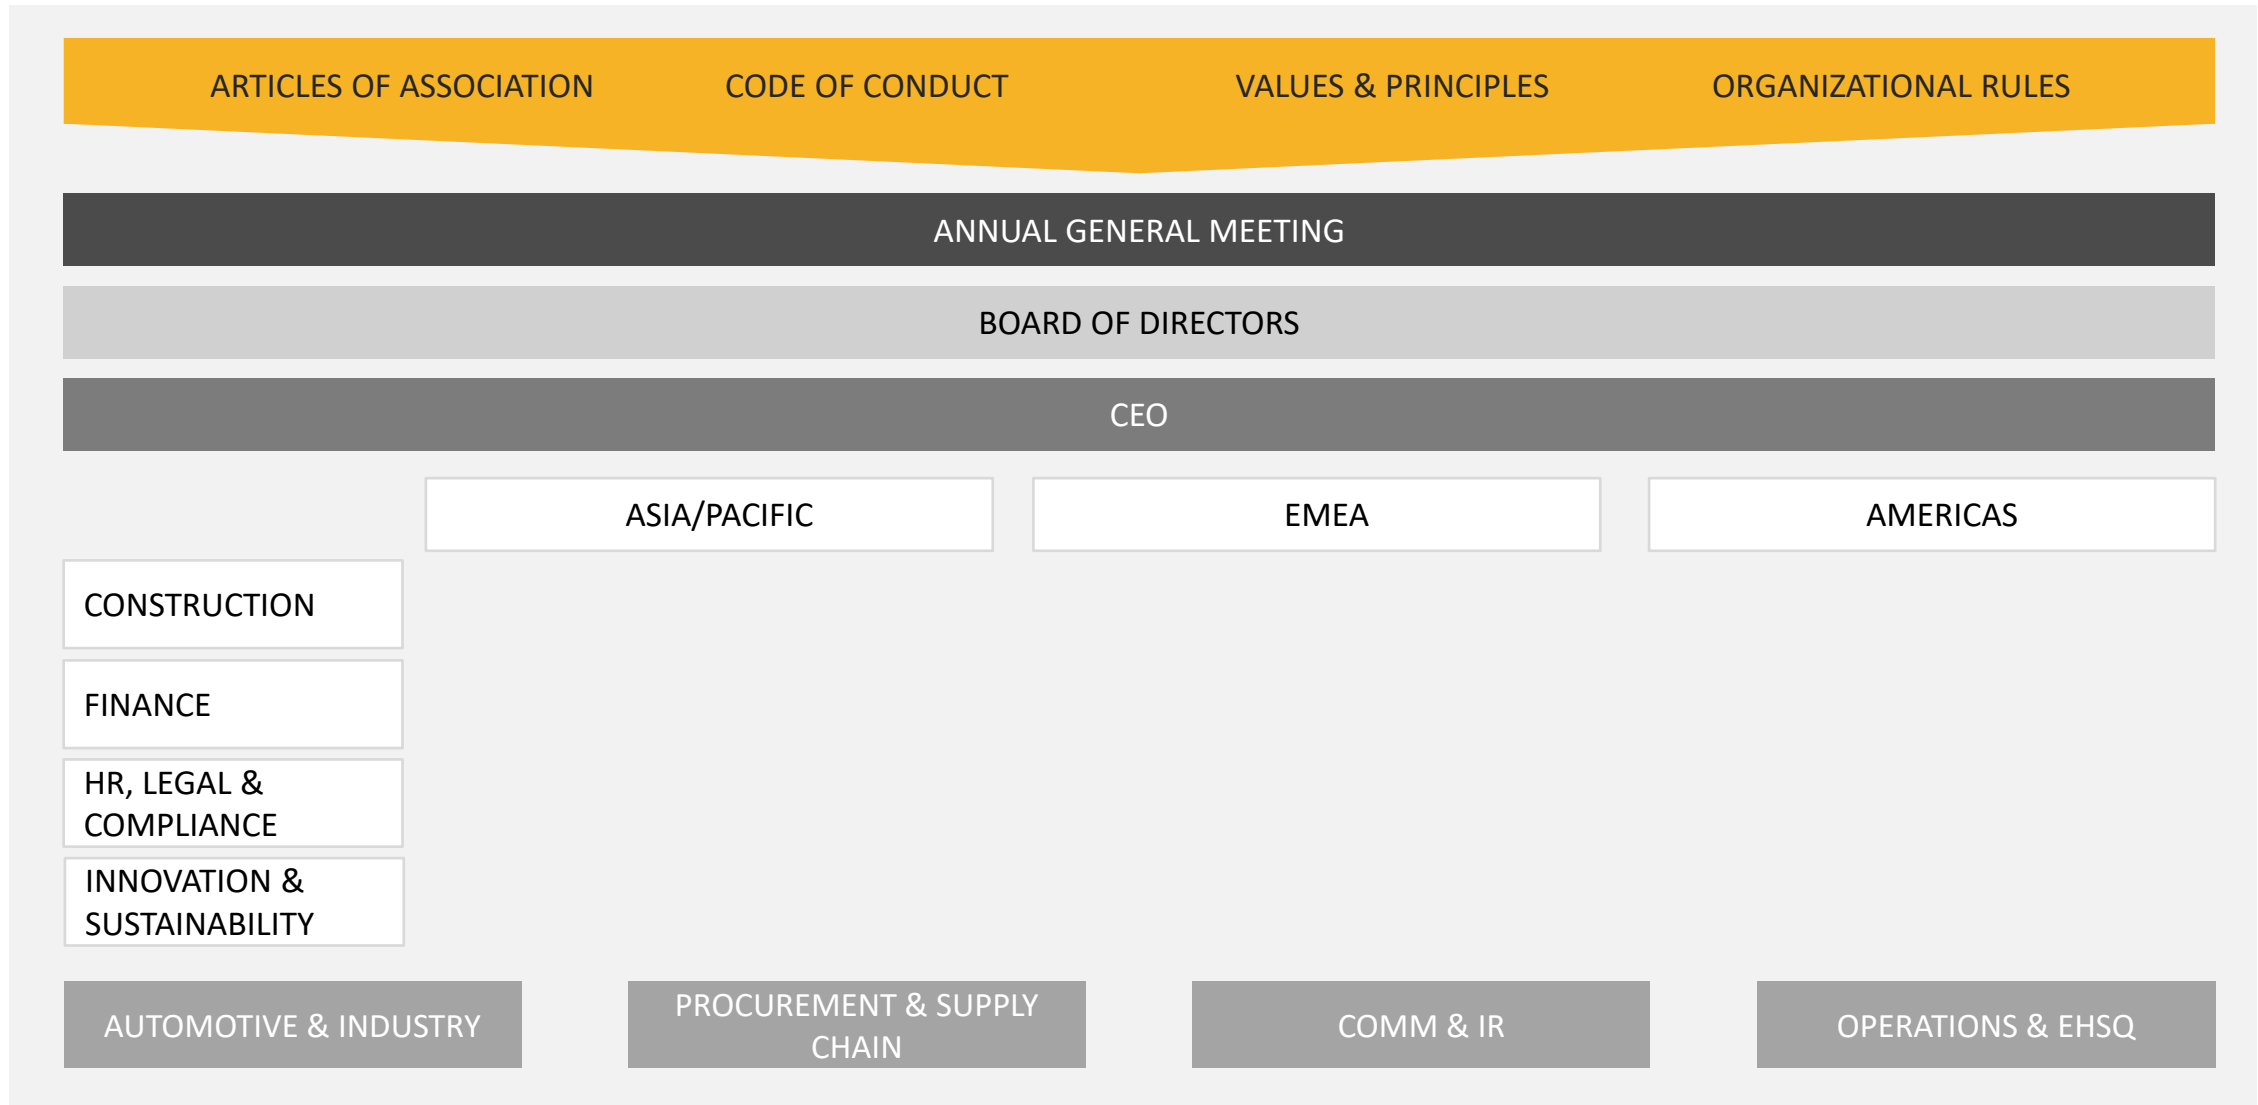 ARTICLES OF ASSOCIATION CODE OF CONDUCT VALUES & PRINCIPLES ORGANIZATIONAL RULES
ANNUAL GENERAL MEETING
BOARD OF DIRECTORS
CEO
ASIA/PACIFIC EMEA AMERICAS
CONSTRUCTION
FINANCE
HR, LEGAL &
COMPLIANCE
INNOVATION &
SUSTAINABILITY
AUTOMOTIVE & INDUSTRY
PROCUREMENT & SUPPLY
CHAIN
COMM & IR
OPERATIONS & EHSQ